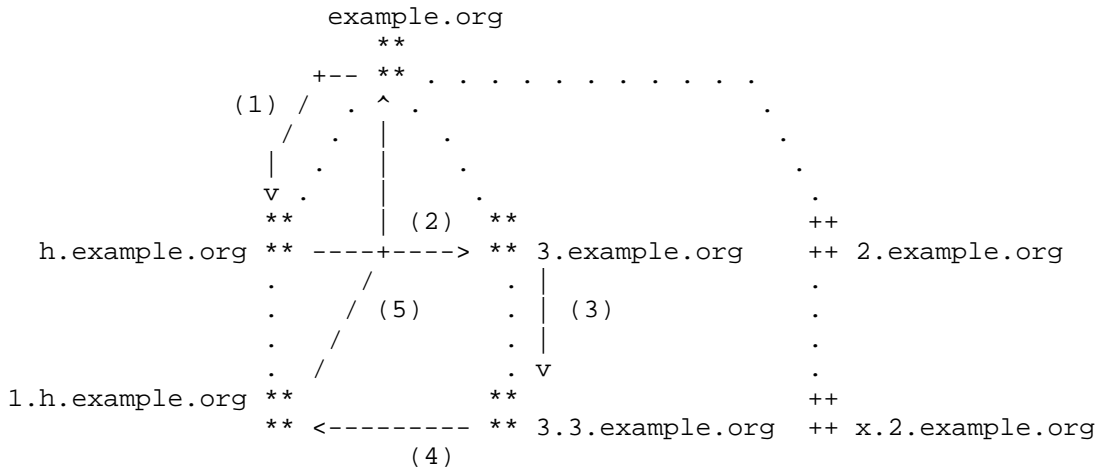 example.org
(1)
(2)
h.example.org 3.example.org 2.example.org
(5) (3)
1.h.example.org
3.3.example.org x.2.example.org
(4)